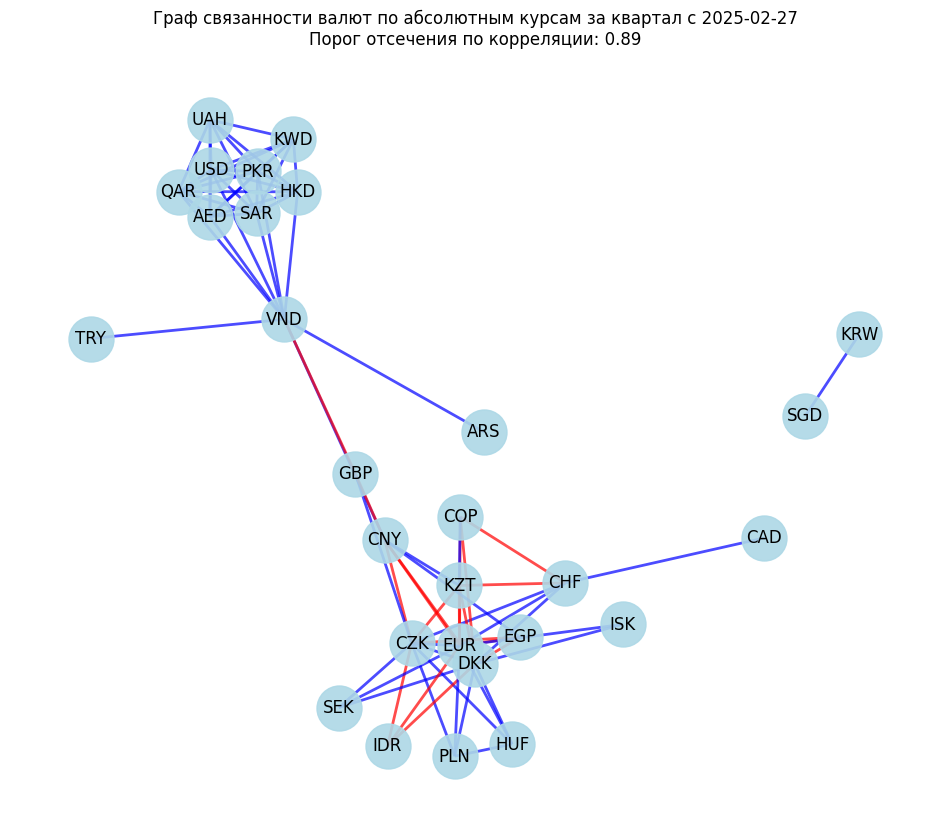 Граф связанности валют по абсолютным курсам за квартал с 2025-02-27
Порог отсечения по корреляции: 0.89
UAH
KWD
USD
PKR
QAR
HKD
AED
SAR
VND
TRY
KRW
SGD
ARS
GBP
COP
CNY
CAD
KZT
CHF
ISK
CZK
EUR
EGP
DKK
SEK
IDR
PLN
HUF